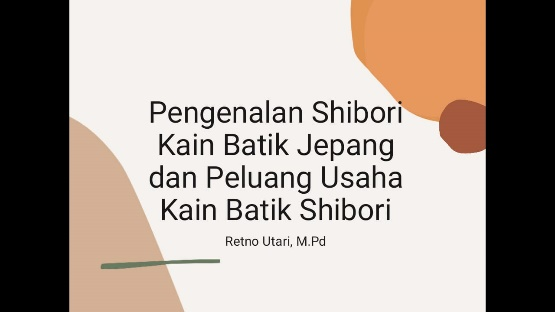 Pengenalan Shibori
Kain Batik Jepang
dan Peluang Usaha
Kain Batik Shibori
Retno Utari, M.Pd